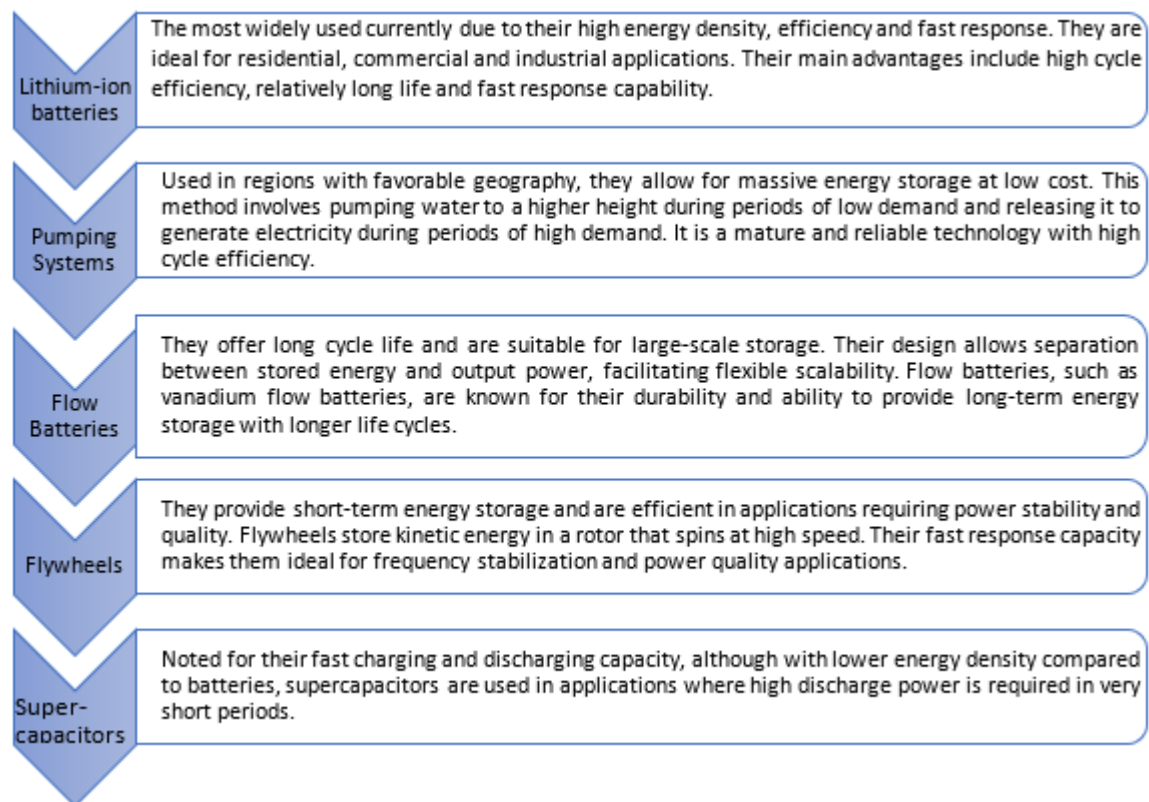 Lithium-ion
batteries
The most widely used currently due to their high energy density, efficiency and fast response. They are
ideal for residential, commercial and industrial applications. Their main advantages include high cycle
efficiency, relatively long life and fast response capability.
Pumping
Systems
Used in regions with favorable geography, they allow for massive energy storage at low cost. This
method involves pumping water to a higher height during periods of low demand and releasing it to
generate electricity during periods of high demand. It is a mature and reliable technology with high
cycle efficiency.
Flow
Batteries
They offer long cycle life and are suitable for large-scale storage. Their design allows separation
between stored energy and output power, facilitating flexible scalability. Flow batteries, such as
vanadium flow batteries, are known for their durability and ability to provide long-term energy
storage with longer life cycles.
Flywheels
They provide short-term energy storage and are efficient in applications requiring power stability and
quality. Flywheels store kinetic energy in a rotor that spins at high speed. Their fast response capacity
makes them ideal for frequency stabilization and power quality applications.
Super-
capacitors
Noted for their fast charging and discharging capacity, although with lower energy density compared
to batteries, supercapacitors are used in applications where high discharge power is required in very
short periods.